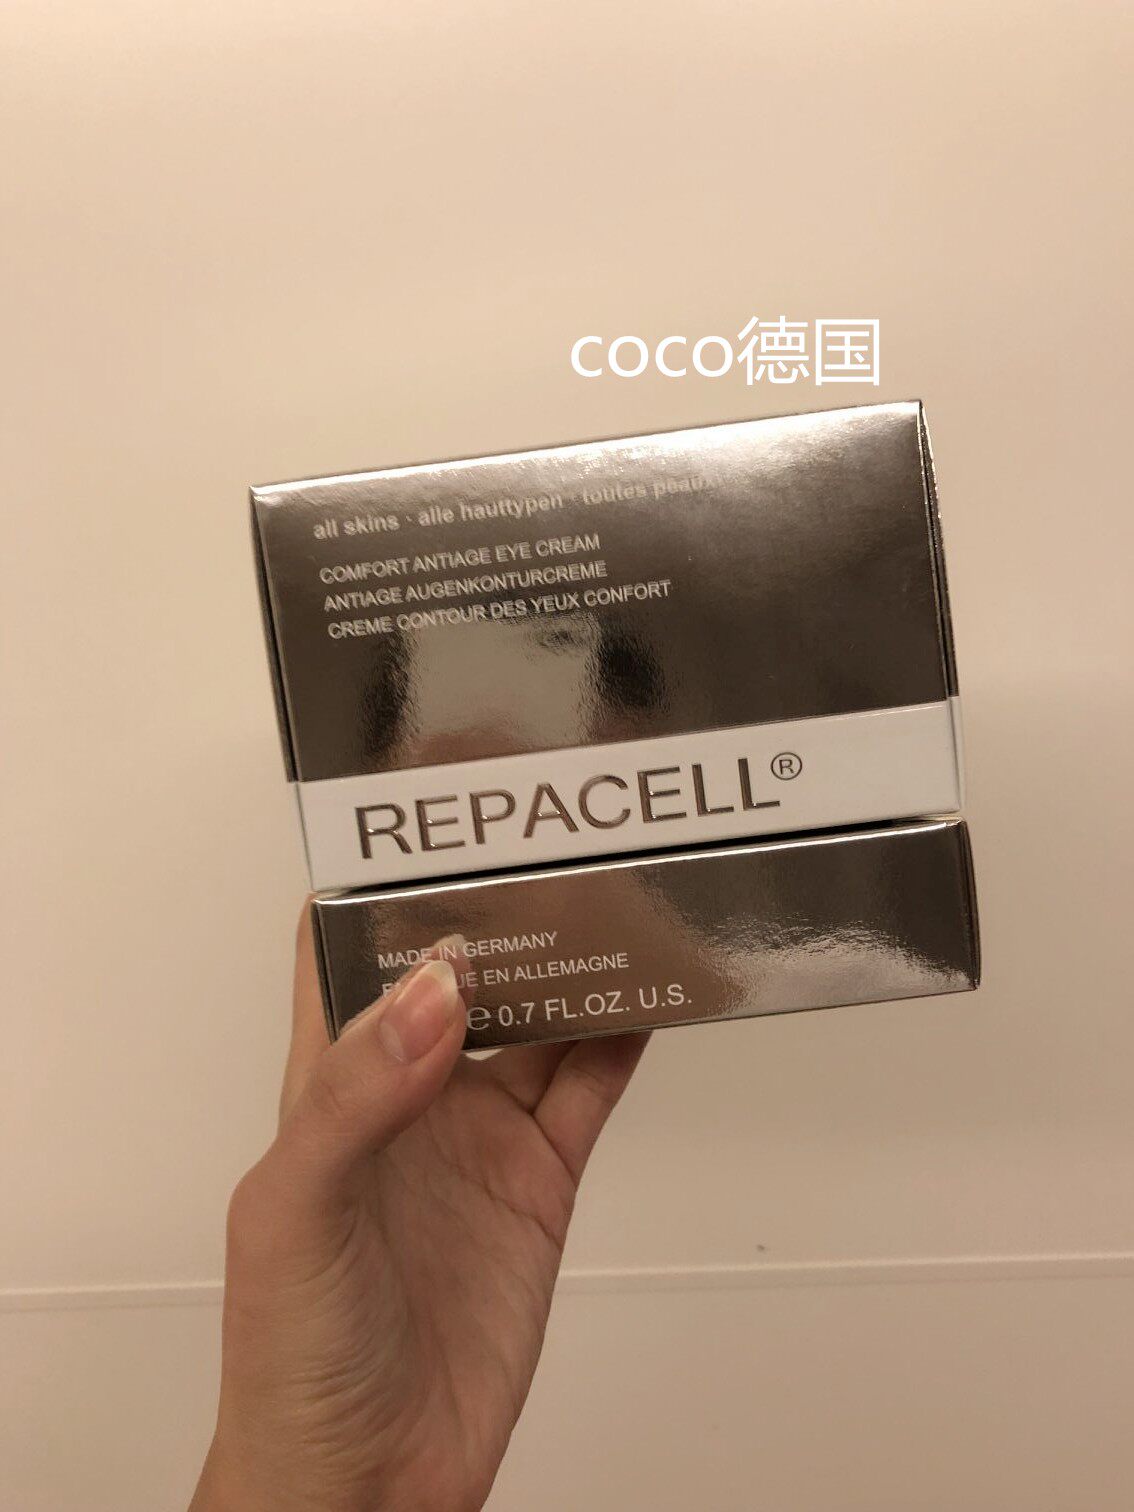 coco德国
all skins · alle hauttypen · toutes peaux
COMFORT ANTIAGE EYE CREAM
ANTIAGE AUGENKONTURCREME
CREME CONTOUR DES YEUX CONFORT
REPACELL®
MADE IN GERMANY
EN ALLEMAGNE
e 0.7 FL.OZ. U.S.